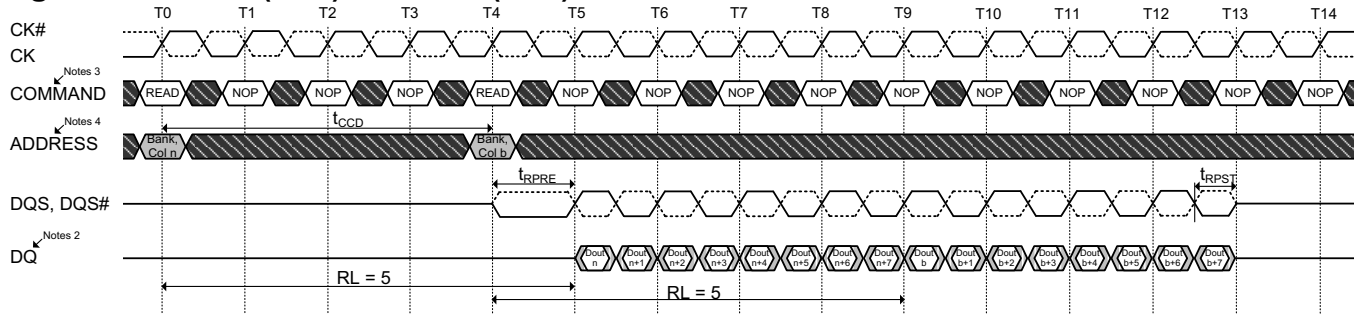 T0 T1 T2 T3 T4 T5 T6 T7 T8 T9 T10 T11 T12 T13 T14
CK#
CK
Notes 3
COMMAND READ NOP NOP NOP READ NOP NOP NOP NOP NOP NOP NOP NOP NOP NOP
tCCD
Notes 4
ADDRESS Bank, Col n Bank, Col b
tRPRE tRPST
DQS, DQS#
Notes 2
DQ Dout n Dout n+1 Dout n+2 Dout n+3 Dout n+4 Dout n+5 Dout n+6 Dout n+7 Dout b Dout b+1 Dout b+2 Dout b+3 Dout b+4 Dout b+5 Dout b+6 Dout b+7
RL = 5
RL = 5